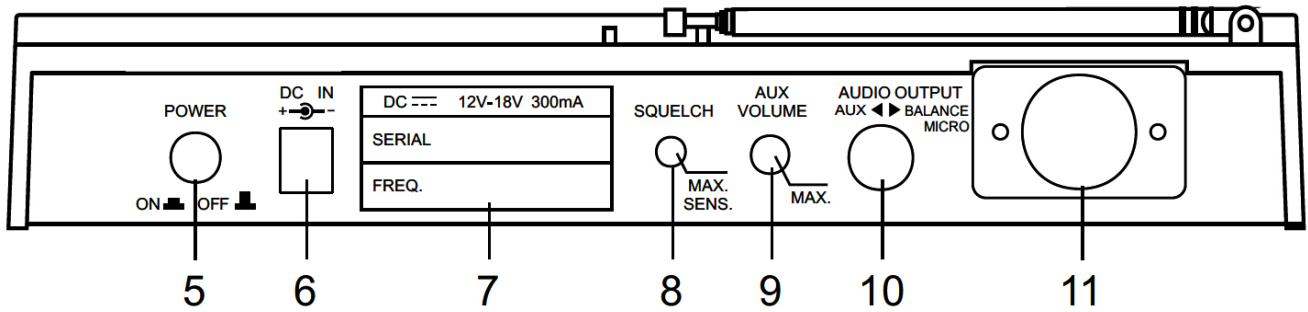 POWER
ON OFF
DC IN
+ −
DC 12V-18V 300mA
SERIAL
FREQ.
SQUELCH
MAX.
SENS.
AUX
VOLUME
MAX.
AUDIO OUTPUT
AUX ◀ ▶ BALANCE
MICRO
5 6 7 8 9 10 11